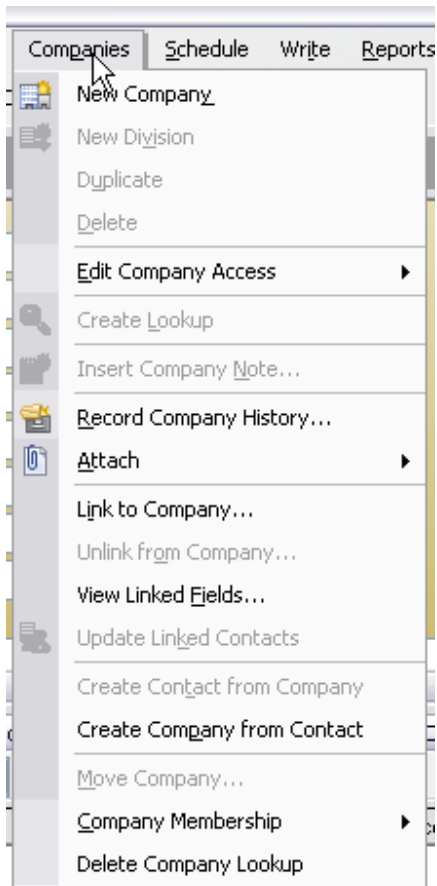 Companies Schedule Write Reports
New Company
New Division
Duplicate
Delete
Edit Company Access
Create Lookup
Insert Company Note...
Record Company History...
Attach
Link to Company...
Unlink from Company...
View Linked Fields...
Update Linked Contacts
Create Contact from Company
Create Company from Contact
Move Company...
Company Membership
Delete Company Lookup